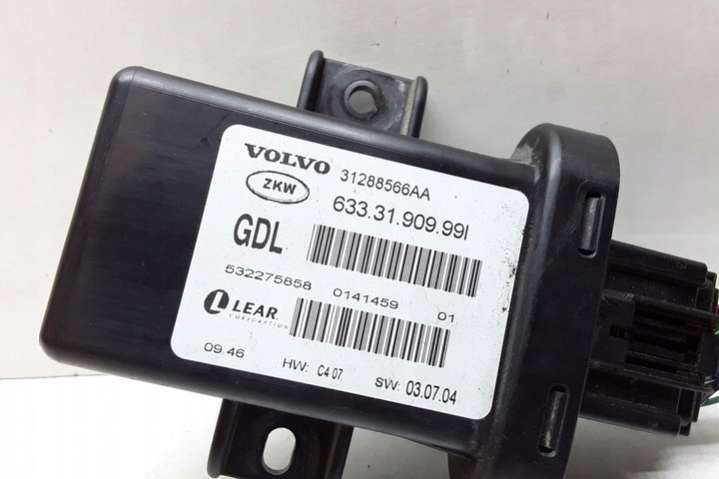 VOLVO 31288566AA
ZKW 633.31.909.99I
GDL
532275858 0141459 01
LEAR
CORPORATION
09 46 HW: C4 07 SW: 03.07.04